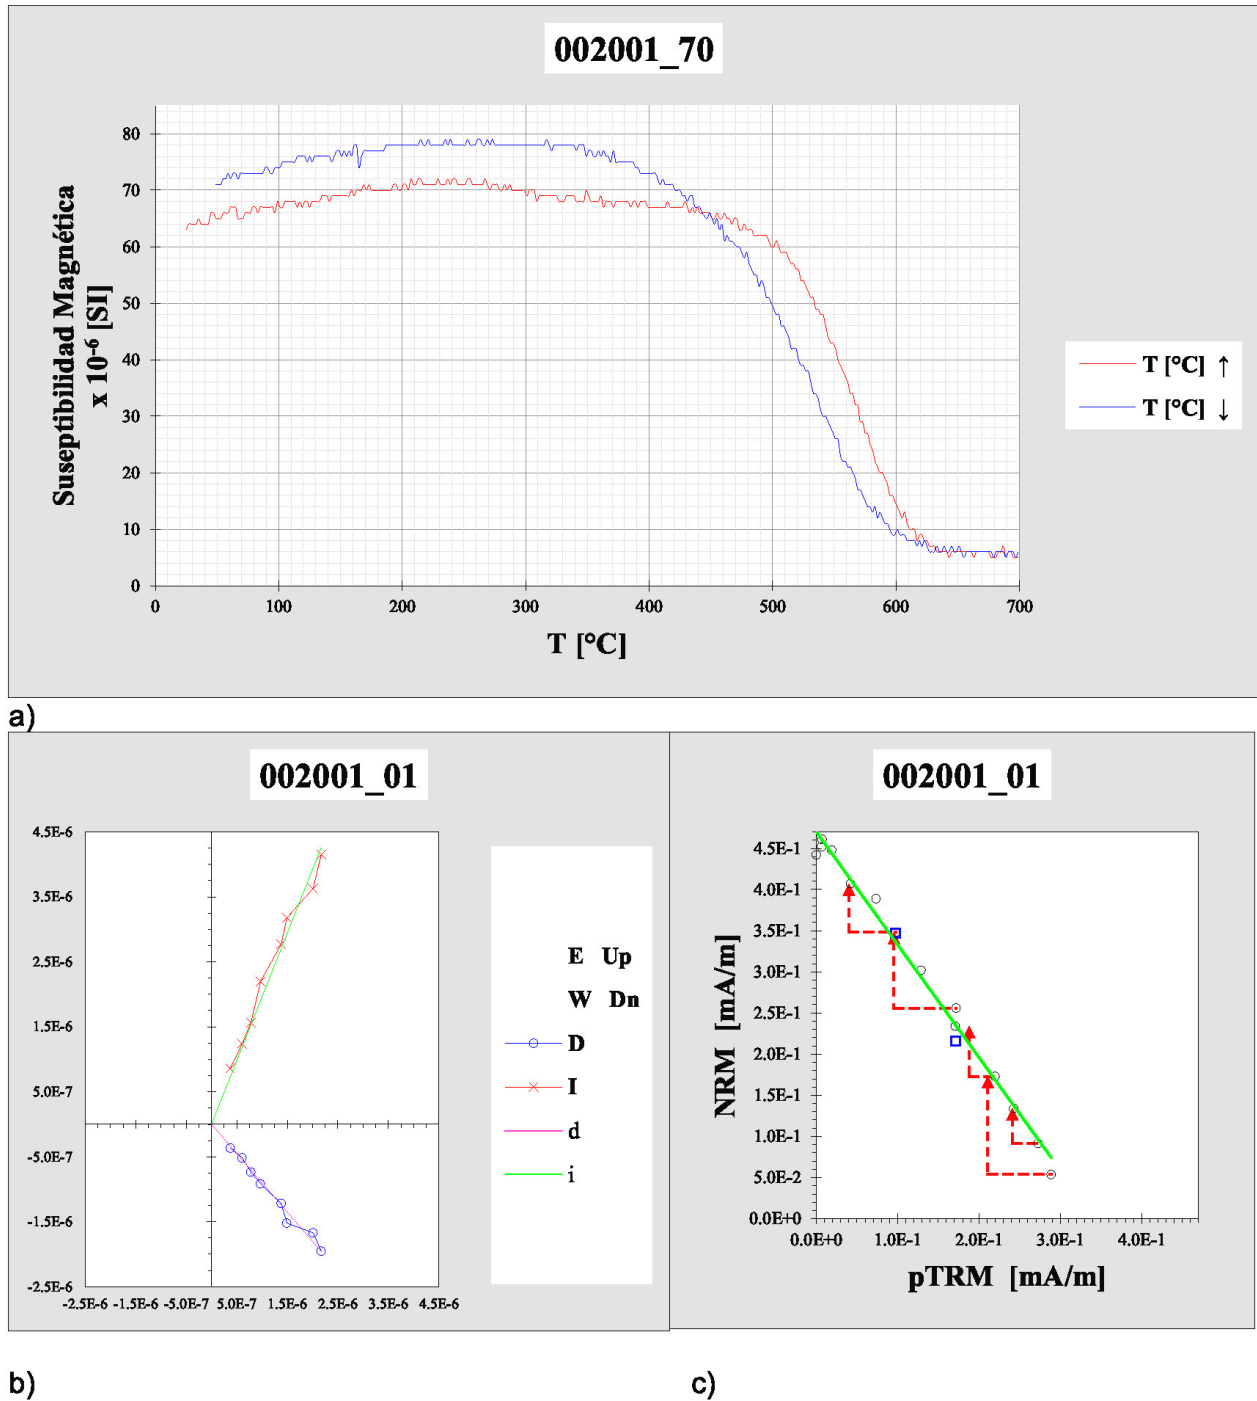 002001_70
Suseptibilidad Magnética
x 10⁻⁶ [SI]
80
70
60
50
40
30
20
10
0
0 100 200 300 400 500 600 700
T [°C]
T [°C] ↑
T [°C] ↓
a)
002001_01
4.5E-6
3.5E-6
2.5E-6
1.5E-6
5.0E-7
-5.0E-7
-1.5E-6
-2.5E-6
-2.5E-6 -1.5E-6 -5.0E-7 5.0E-7 1.5E-6 2.5E-6 3.5E-6 4.5E-6
E Up
W Dn
D
I
d
i
b)
002001_01
NRM [mA/m]
4.5E-1
4.0E-1
3.5E-1
3.0E-1
2.5E-1
2.0E-1
1.5E-1
1.0E-1
5.0E-2
0.0E+0
0.0E+0 1.0E-1 2.0E-1 3.0E-1 4.0E-1
pTRM [mA/m]
c)